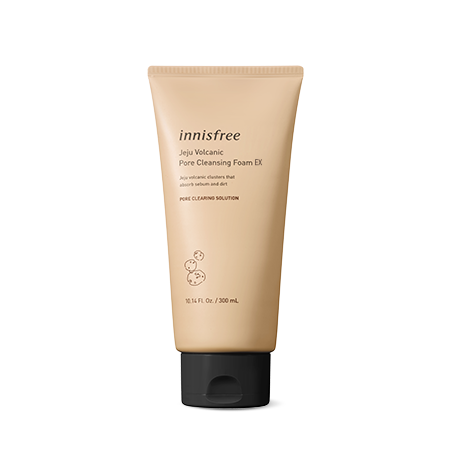 innisfree
Jeju Volcanic
Pore Cleansing Foam EX
Jeju volcanic clusters that
absorb sebum and dirt
PORE CLEARING SOLUTION
10.14 Fl. Oz. / 300 mL